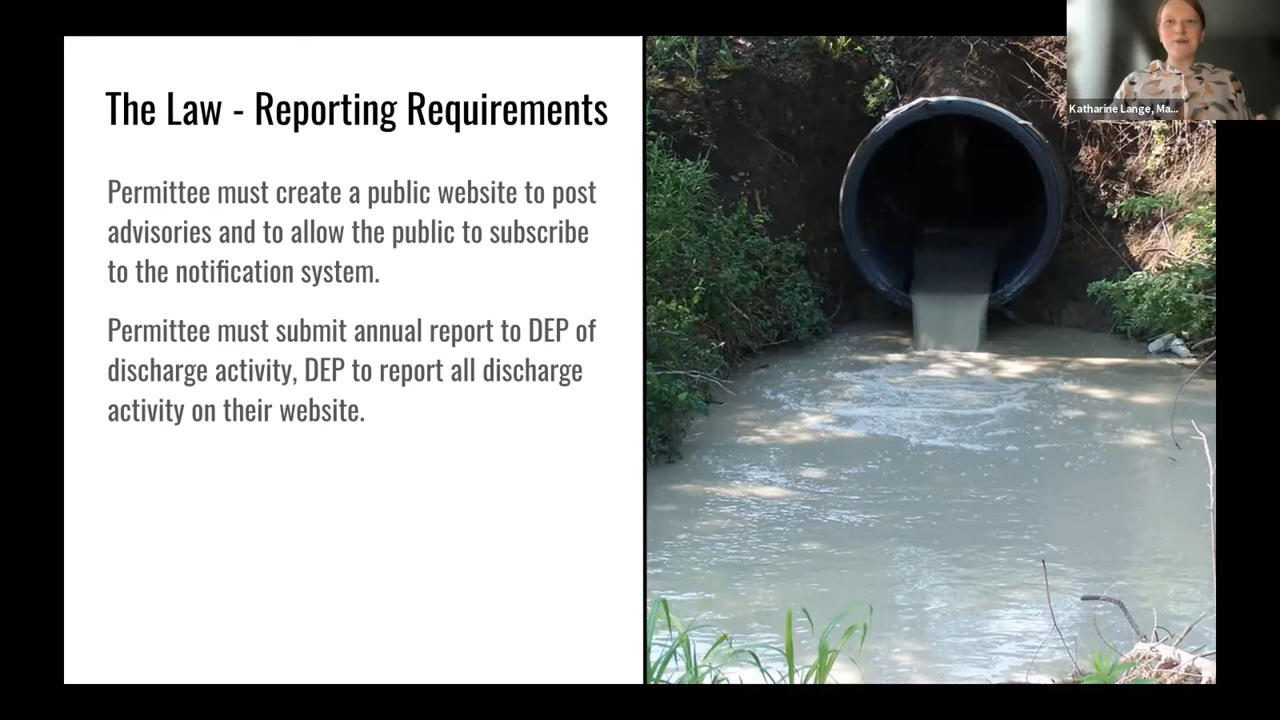 The Law - Reporting Requirements
Permittee must create a public website to post
advisories and to allow the public to subscribe
to the notification system.
Permittee must submit annual report to DEP of
discharge activity, DEP to report all discharge
activity on their website.
Katharine Lange, Ma...